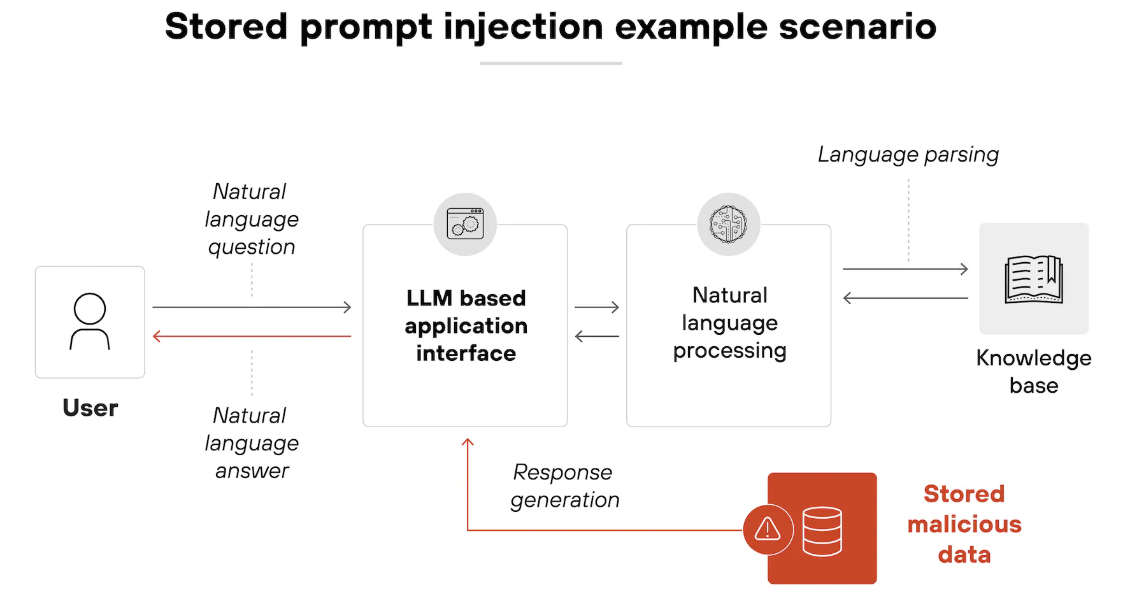 Stored prompt injection example scenario
Language parsing
Natural
language
question
LLM based
application
interface
Natural
language
processing
Knowledge
base
User
Natural
language
answer
Response
generation
Stored
malicious
data